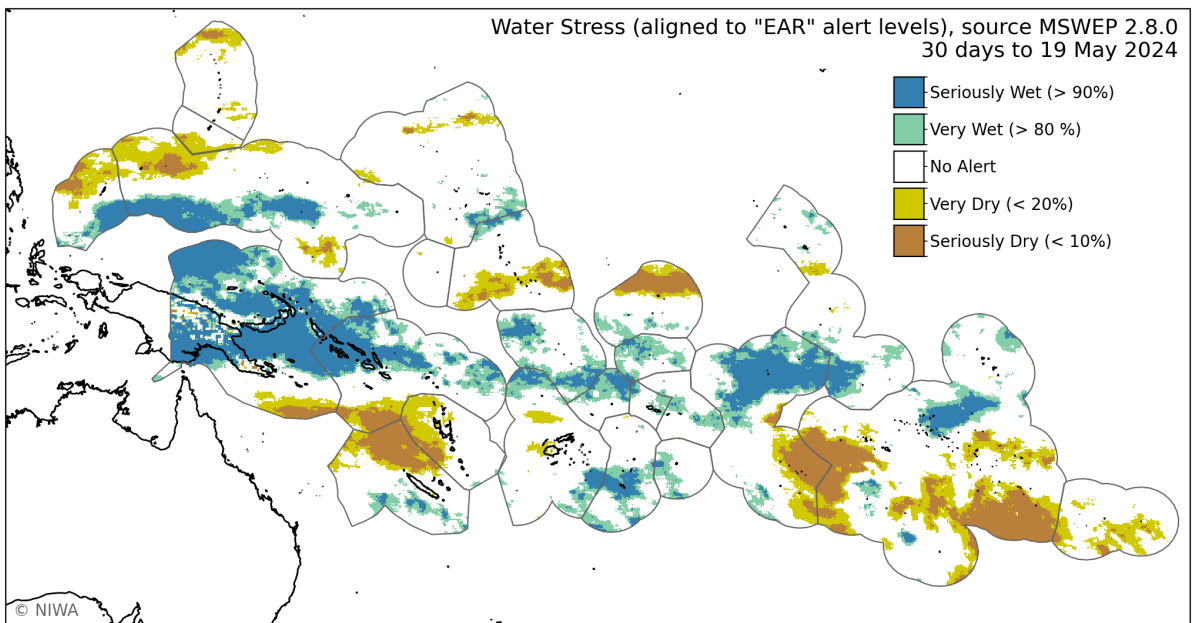 Water Stress (aligned to "EAR" alert levels), source MSWEP 2.8.0
30 days to 19 May 2024
Seriously Wet (> 90%)
Very Wet (> 80 %)
No Alert
Very Dry (< 20%)
Seriously Dry (< 10%)
© NIWA